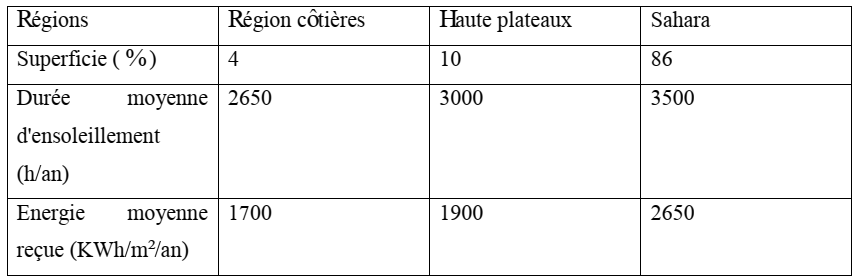 Régions Région côtières Haute plateaux Sahara
Superficie ( %) 4 10 86
Durée moyenne 2650 3000 3500
d'ensoleillement
(h/an)
Energie moyenne 1700 1900 2650
reçue (KWh/m²/an)